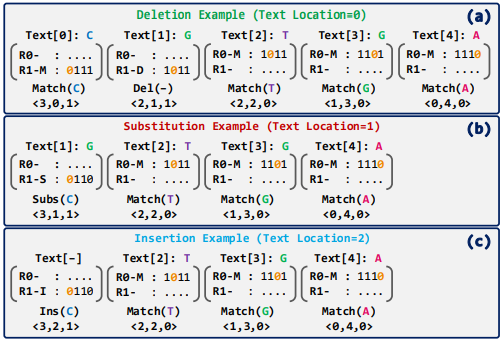 Deletion Example (Text Location=0) (a)
Text[0]: C Text[1]: G Text[2]: T Text[3]: G Text[4]: A
R0- : .... R0- : .... R0-M : 1011 R0-M : 1101 R0-M : 1110
R1-M : 0111 R1-D : 1011 R1- : .... R1- : .... R1- : ....
Match(C) Del(–) Match(T) Match(G) Match(A)
<3,0,1> <2,1,1> <2,2,0> <1,3,0> <0,4,0>
Substitution Example (Text Location=1) (b)
Text[1]: G Text[2]: T Text[3]: G Text[4]: A
R0- : .... R0-M : 1011 R0-M : 1101 R0-M : 1110
R1-S : 0110 R1- : .... R1- : .... R1- : ....
Subs(C) Match(T) Match(G) Match(A)
<3,1,1> <2,2,0> <1,3,0> <0,4,0>
Insertion Example (Text Location=2) (c)
Text[–] Text[2]: T Text[3]: G Text[4]: A
R0- : .... R0-M : 1011 R0-M : 1101 R0-M : 1110
R1-I : 0110 R1- : .... R1- : .... R1- : ....
Ins(C) Match(T) Match(G) Match(A)
<3,2,1> <2,2,0> <1,3,0> <0,4,0>